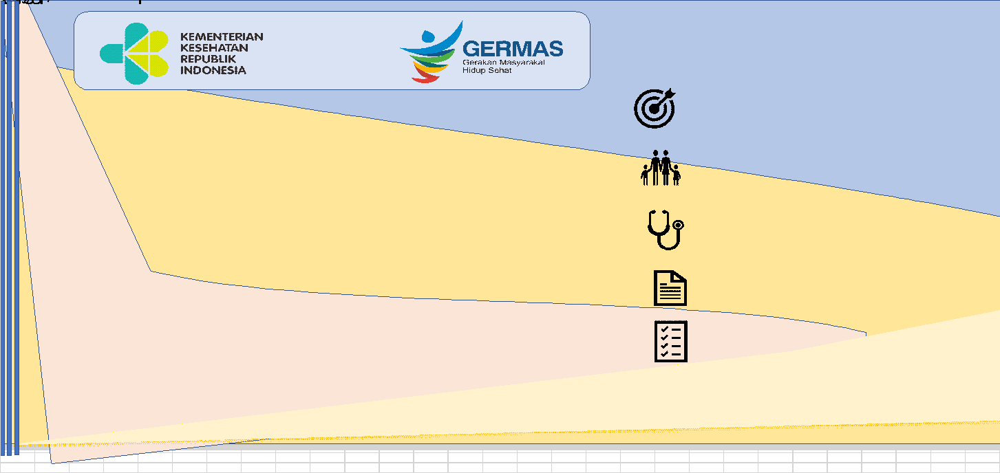 KEMENTERIAN
KESEHATAN
REPUBLIK
INDONESIA
GERMAS
Gerakan Masyarakat
Hidup Sehat